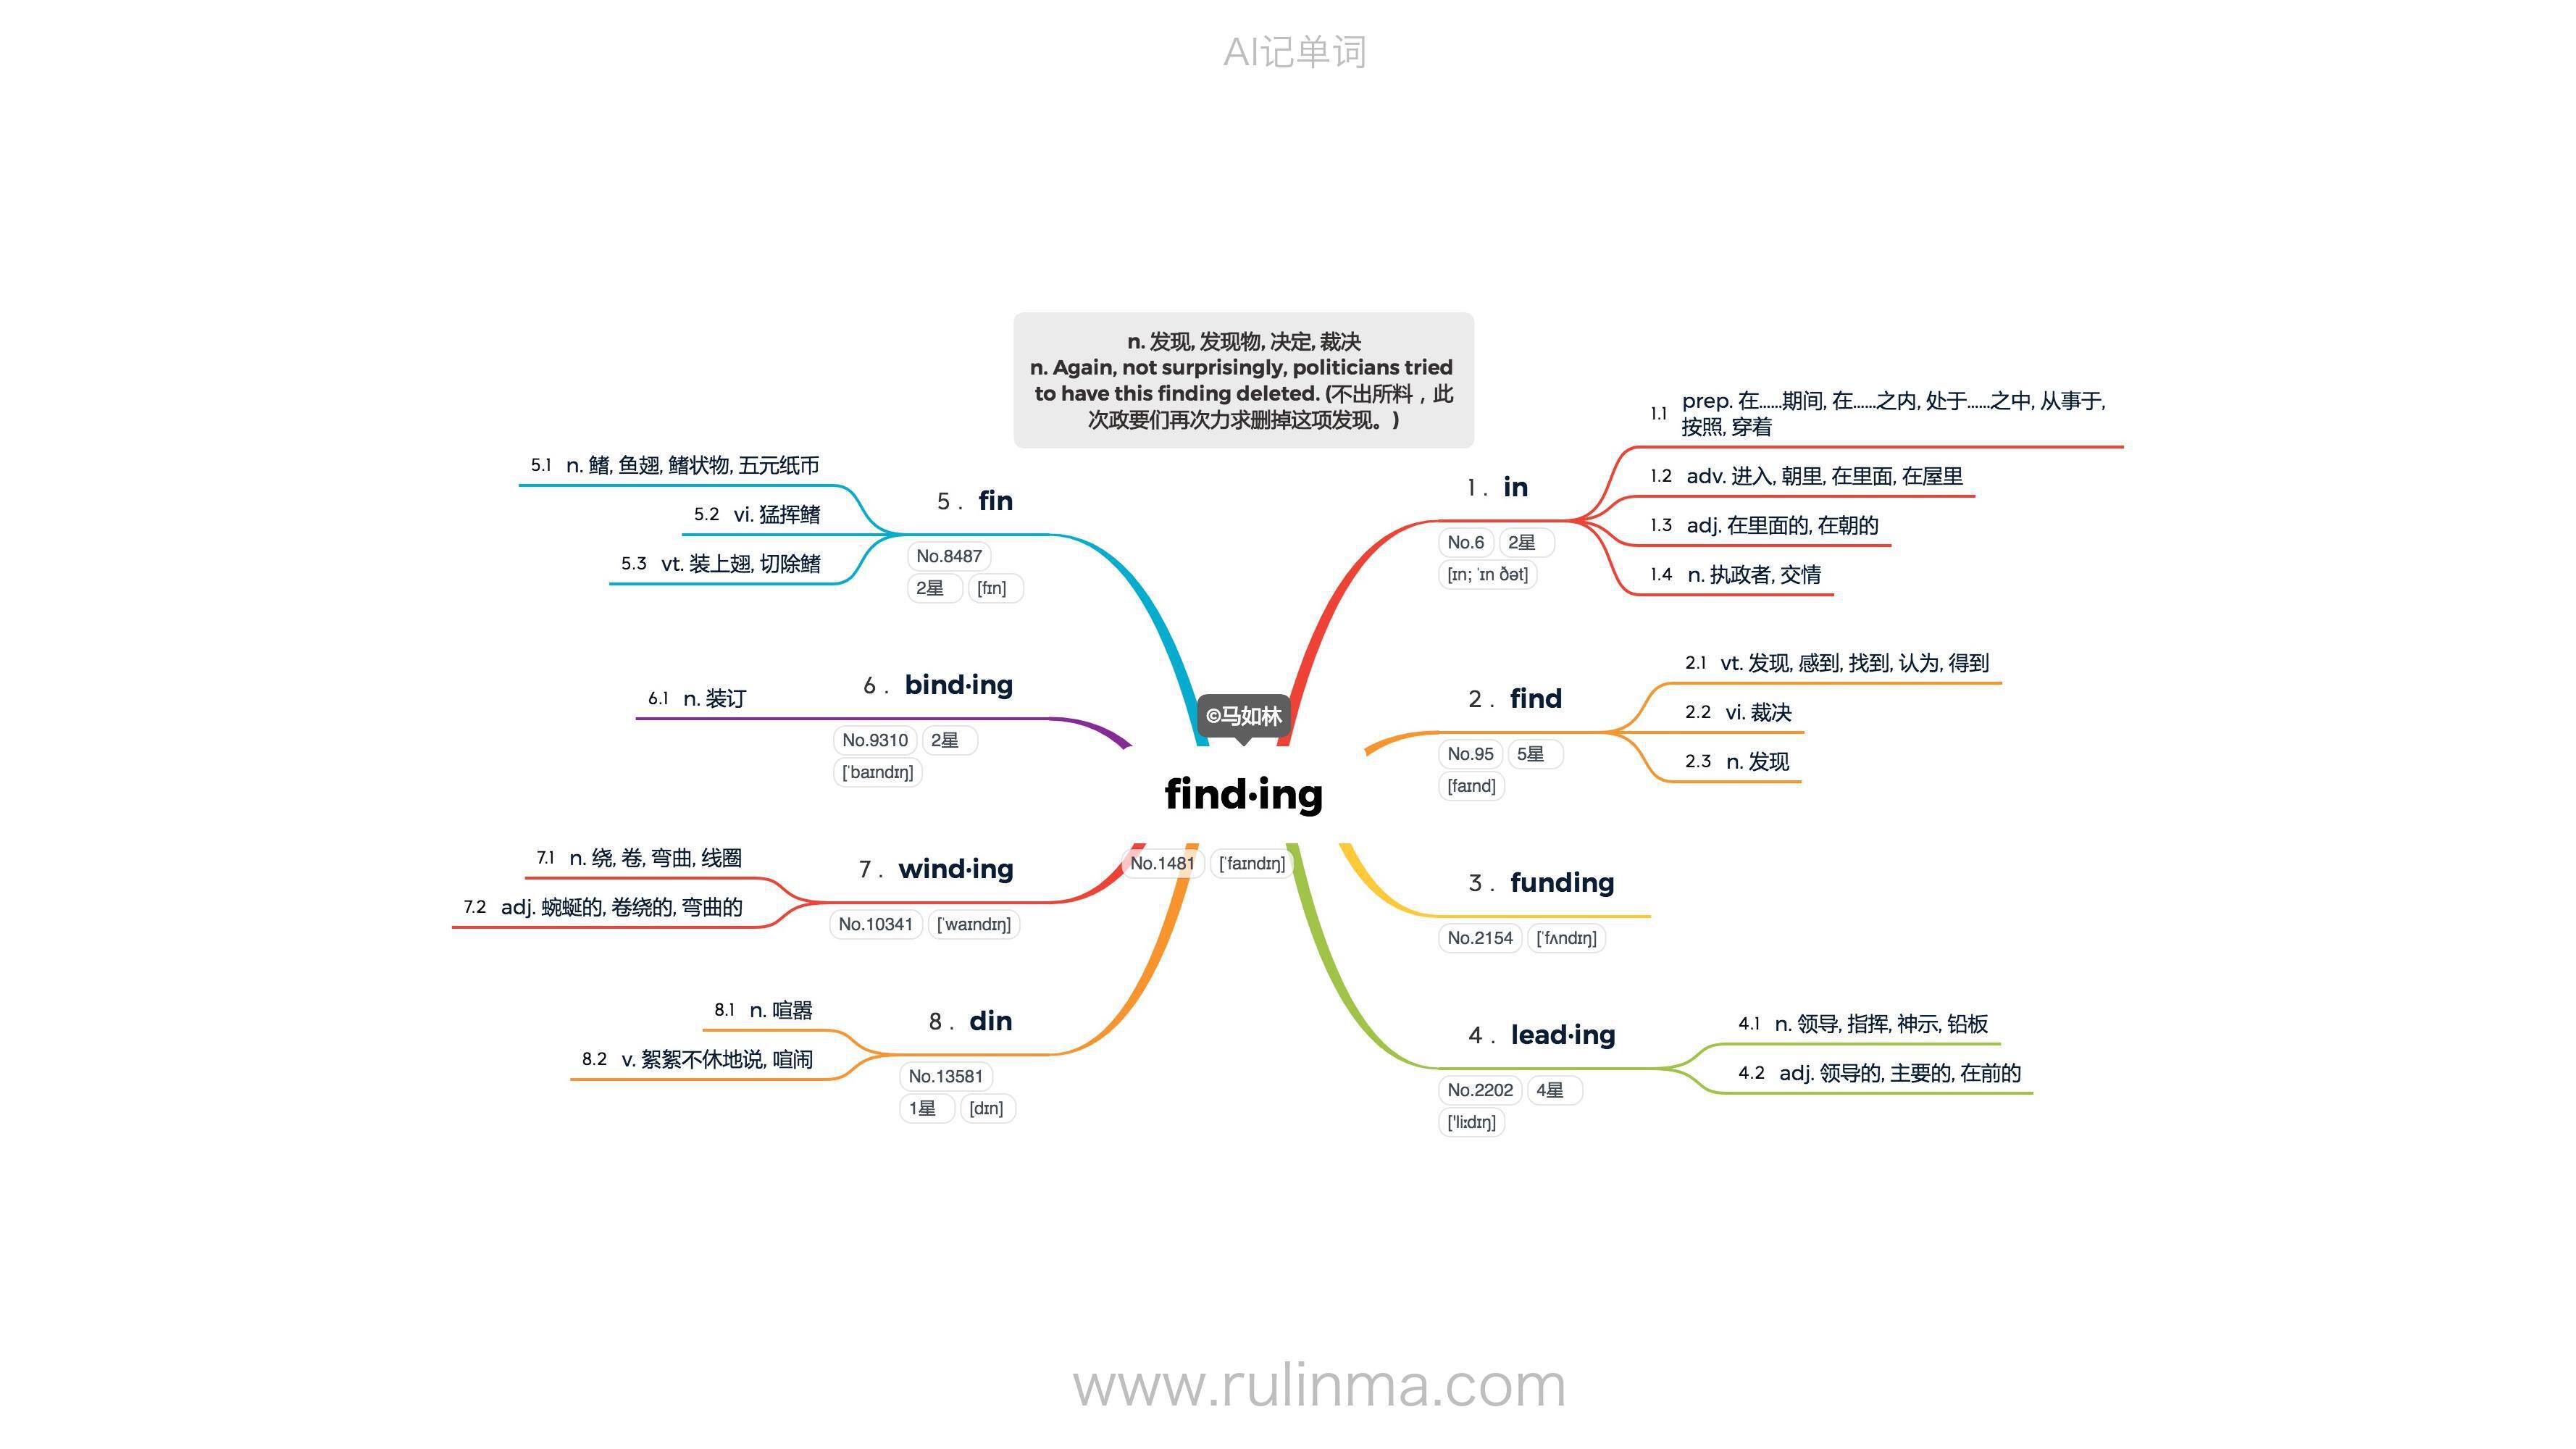 AI记单词
n. 发现, 发现物, 决定, 裁决
n. Again, not surprisingly, politicians tried
to have this finding deleted. (不出所料，此
次政要们再次力求删掉这项发现。)
©马如林
find·ing
No.1481 [ˈfaɪndɪŋ]
1. in
No.6 2星
[ɪn; ˈɪn ðət]
1.1 prep. 在……期间, 在……之内, 处于……之中, 从事于,
按照, 穿着
1.2 adv. 进入, 朝里, 在里面, 在屋里
1.3 adj. 在里面的, 在朝的
1.4 n. 执政者, 交情
2. find
No.95 5星
[faɪnd]
2.1 vt. 发现, 感到, 找到, 认为, 得到
2.2 vi. 裁决
2.3 n. 发现
3. funding
No.2154 [ˈfʌndɪŋ]
4. lead·ing
No.2202 4星
['li:dɪŋ]
4.1 n. 领导, 指挥, 神示, 铅板
4.2 adj. 领导的, 主要的, 在前的
5. fin
No.8487
2星 [fɪn]
5.1 n. 鳍, 鱼翅, 鳍状物, 五元纸币
5.2 vi. 猛挥鳍
5.3 vt. 装上翅, 切除鳍
6. bind·ing
No.9310 2星
[ˈbaɪndɪŋ]
6.1 n. 装订
7. wind·ing
No.10341 [ˈwaɪndɪŋ]
7.1 n. 绕, 卷, 弯曲, 线圈
7.2 adj. 蜿蜒的, 卷绕的, 弯曲的
8. din
No.13581
1星 [dɪn]
8.1 n. 喧嚣
8.2 v. 絮絮不休地说, 喧闹
www.rulinma.com